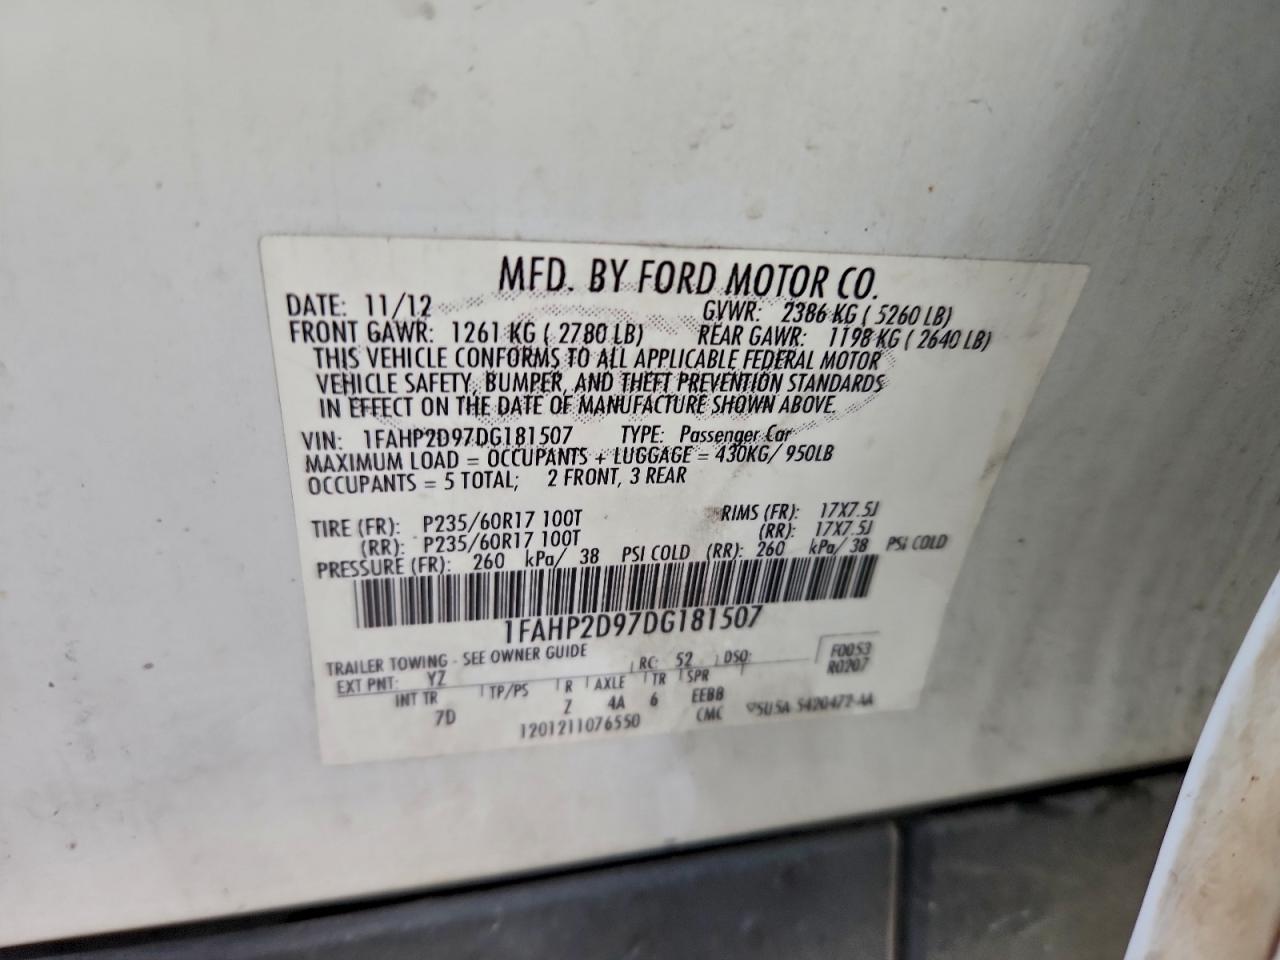 MFD. BY FORD MOTOR CO.
DATE: 11/12 GVWR: 2386 KG ( 5260 LB)
FRONT GAWR: 1261 KG ( 2780 LB) REAR GAWR: 1198 KG ( 2640 LB)
THIS VEHICLE CONFORMS TO ALL APPLICABLE FEDERAL MOTOR
VEHICLE SAFETY, BUMPER, AND THEFT PREVENTION STANDARDS
IN EFFECT ON THE DATE OF MANUFACTURE SHOWN ABOVE.
VIN: 1FAHP2D97DG181507 TYPE: Passenger Car
MAXIMUM LOAD = OCCUPANTS + LUGGAGE = 430KG/ 950LB
OCCUPANTS = 5 TOTAL; 2 FRONT, 3 REAR
TIRE (FR): P235/60R17 100T RIMS (FR): 17X7.5J
(RR): P235/60R17 100T (RR): 17X7.5J
PRESSURE (FR): 260 kPa/ 38 PSI COLD (RR): 260 kPa/ 38 PSI COLD
1FAHP2D97DG181507
TRAILER TOWING - SEE OWNER GUIDE F0053
EXT PNT: YZ RC: 52 DSO: R0207
INT TR TP/PS R AXLE TR SPR
7D Z 4A 6 EEBB
1201211076550 CMC 5420472-AA